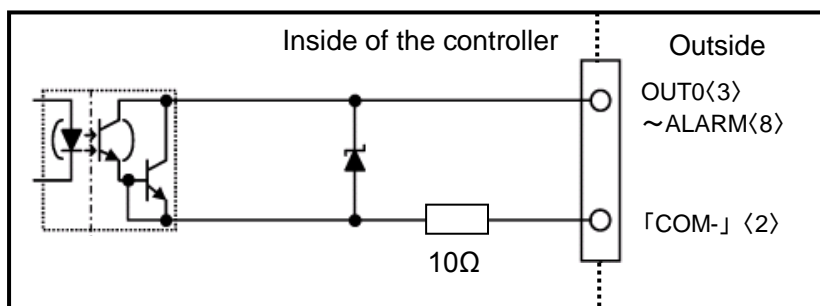 Inside of the controller
Outside
OUT0〈3〉
～ALARM〈8〉
「COM-」〈2〉
10Ω